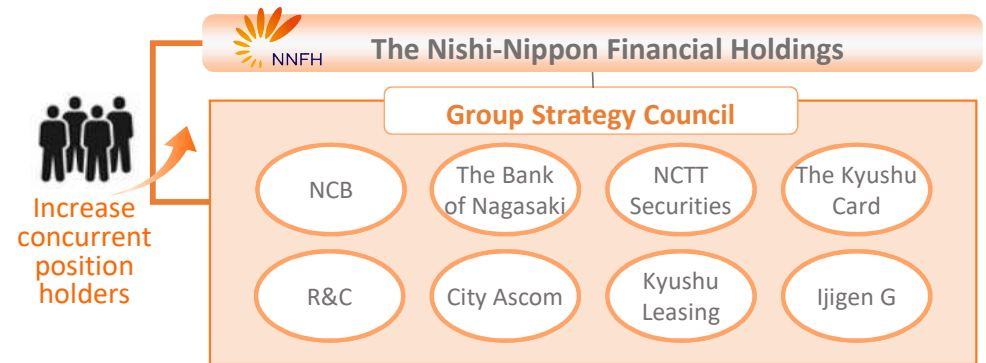 NNFH
The Nishi-Nippon Financial Holdings
Group Strategy Council
Increase
concurrent
position
holders
NCB
The Bank
of Nagasaki
NCTT
Securities
The Kyushu
Card
R&C
City Ascom
Kyushu
Leasing
Ijigen G